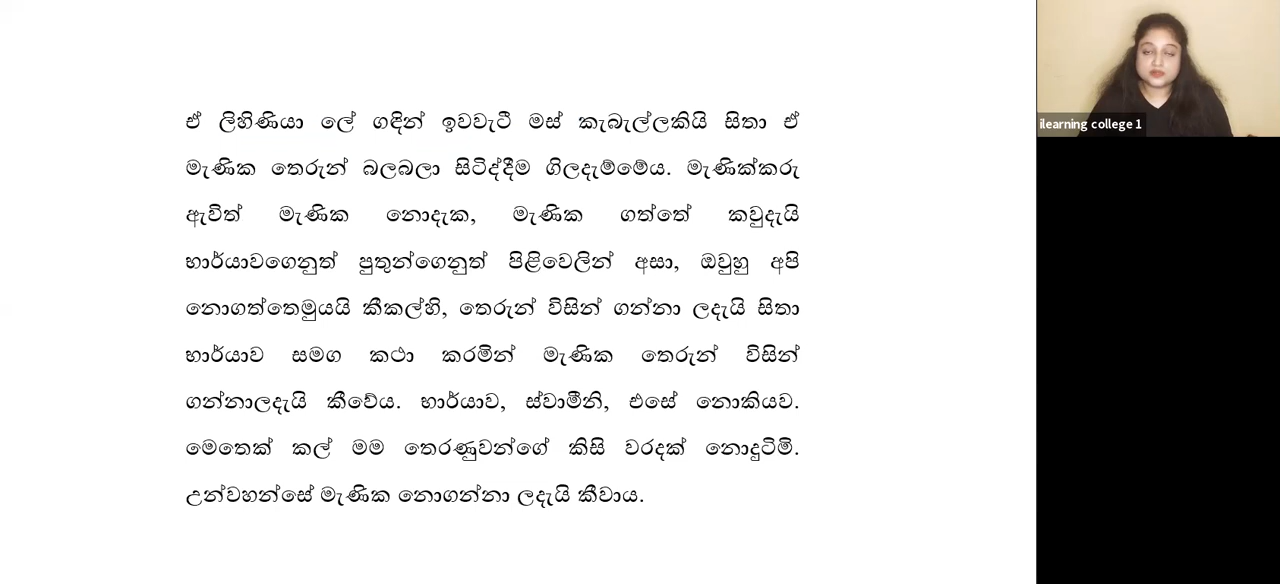 ඒ ලිහිණියා ලේ ගඳින් ඉවවැටී මස් කැබැල්ලකියි සිතා ඒ
මැණික තෙරුන් බලබලා සිටිද්දීම ගිලදැම්මේය. මැණික්කරු
ඇවිත් මැණික නොදැක, මැණික ගත්තේ කවුදැයි
භාර්යාවගෙනුත් පුතුන්ගෙනුත් පිළිවෙලින් අසා, ඔවුහු අපි
නොගත්තෙමුයයි කීකල්හි, තෙරුන් විසින් ගන්නා ලදැයි සිතා
භාර්යාව සමග කථා කරමින් මැණික තෙරුන් විසින්
ගන්නාලදැයි කීවේය. භාර්යාව, ස්වාමීනි, එසේ නොකියව.
මෙතෙක් කල් මම තෙරණුවන්ගේ කිසි වරදක් නොදුටිමි.
උන්වහන්සේ මැණික නොගන්නා ලදැයි කීවාය.
ilearning college 1